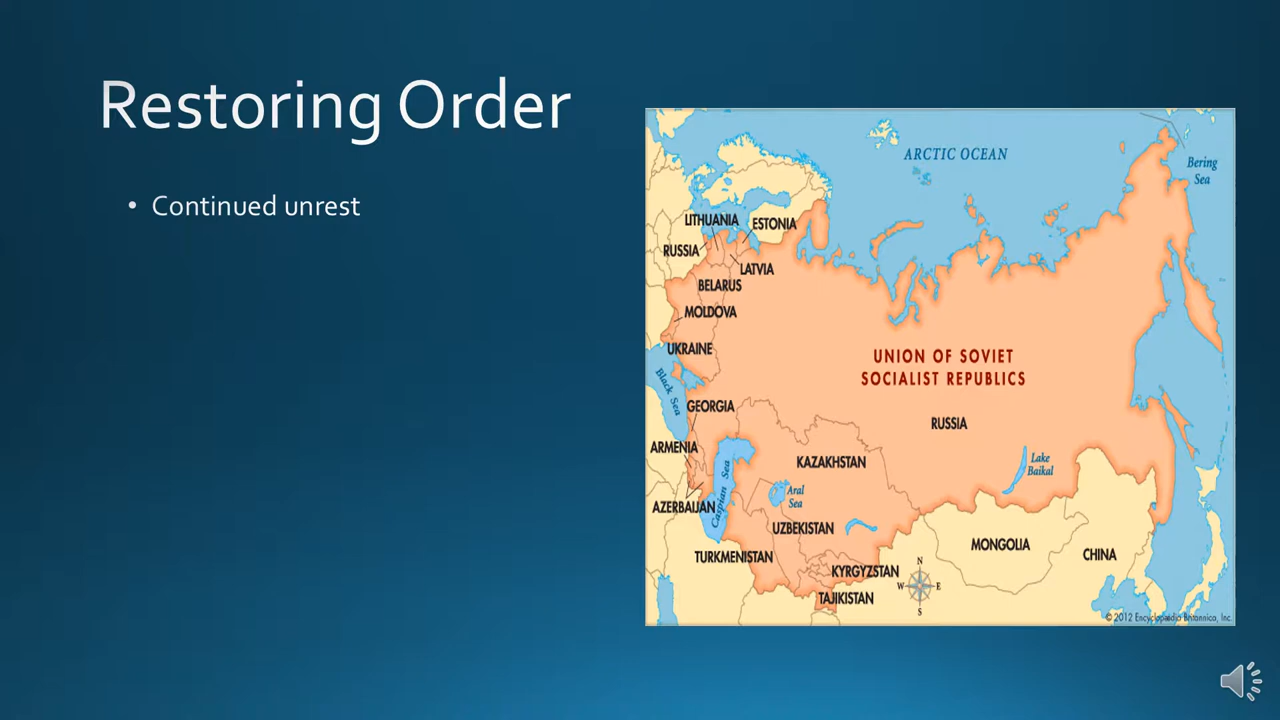 Restoring Order
• Continued unrest
ARCTIC OCEAN
Bering
Sea
LITHUANIA
ESTONIA
RUSSIA
LATVIA
BELARUS
MOLDOVA
UKRAINE
Black Sea
UNION OF SOVIET
SOCIALIST REPUBLICS
RUSSIA
GEORGIA
ARMENIA
KAZAKHSTAN
Lake
Baikal
Caspian Sea
Aral
Sea
AZERBAIJAN
UZBEKISTAN
TURKMENISTAN
MONGOLIA
CHINA
KYRGYZSTAN
TAJIKISTAN
N
W E
S
© 2012 Encyclopædia Britannica, Inc.